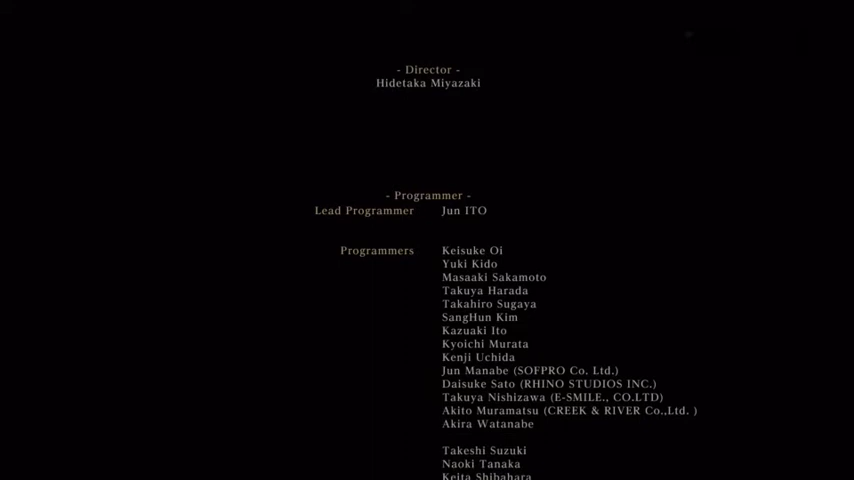 - Director -
Hidetaka Miyazaki
- Programmer -
Lead Programmer Jun ITO
Programmers Keisuke Oi
Yuki Kido
Masaaki Sakamoto
Takuya Harada
Takahiro Sugaya
SangHun Kim
Kazuaki Ito
Kyoichi Murata
Kenji Uchida
Jun Manabe (SOFPRO Co. Ltd.)
Daisuke Sato (RHINO STUDIOS INC.)
Takuya Nishizawa (E-SMILE., CO.LTD)
Akito Muramatsu (CREEK & RIVER Co.,Ltd. )
Akira Watanabe
Takeshi Suzuki
Naoki Tanaka
Keita Shibahara